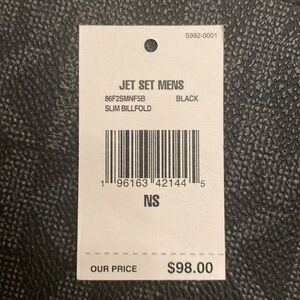 S992-0001
JET SET MENS
86F2SMNF5B BLACK
SLIM BILLFOLD
1 96163 42144 5
NS
OUR PRICE $98.00